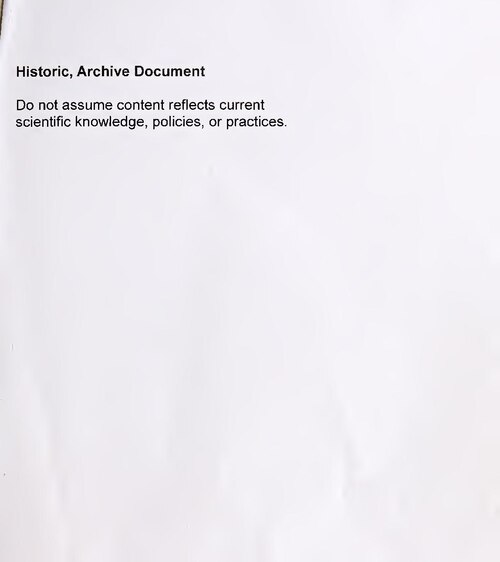 Historic, Archive Document
Do not assume content reflects current
scientific knowledge, policies, or practices.